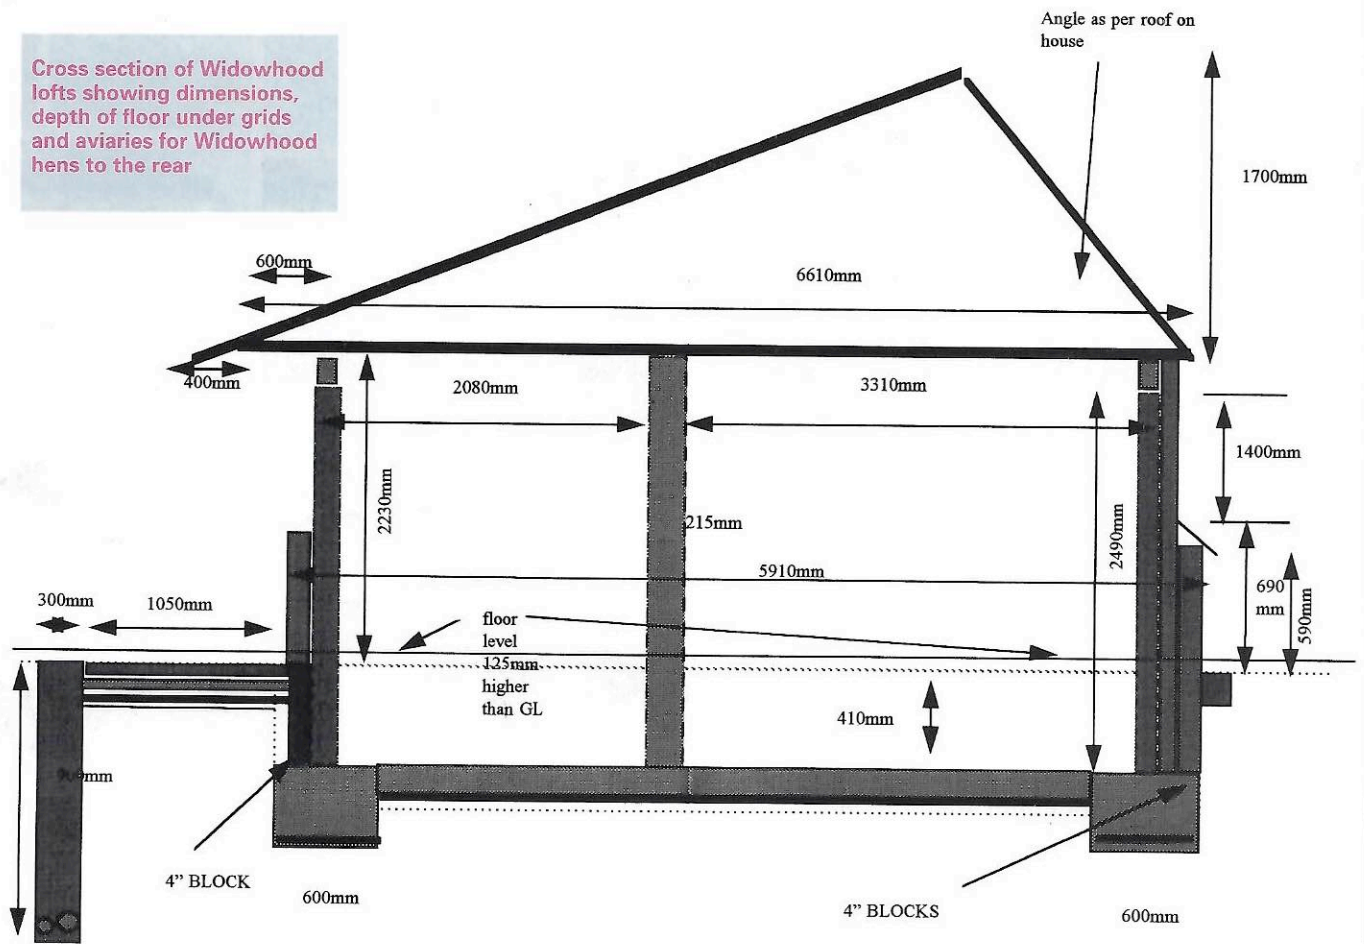 Angle as per roof on
house
Cross section of Widowhood
lofts showing dimensions,
depth of floor under grids
and aviaries for Widowhood
hens to the rear
1700mm
600mm
6610mm
400mm
2080mm
3310mm
1400mm
2230mm
215mm
2490mm
5910mm
690
mm
590mm
300mm
1050mm
floor
level
125mm
higher
than GL
410mm
4” BLOCK
600mm
4” BLOCKS
600mm